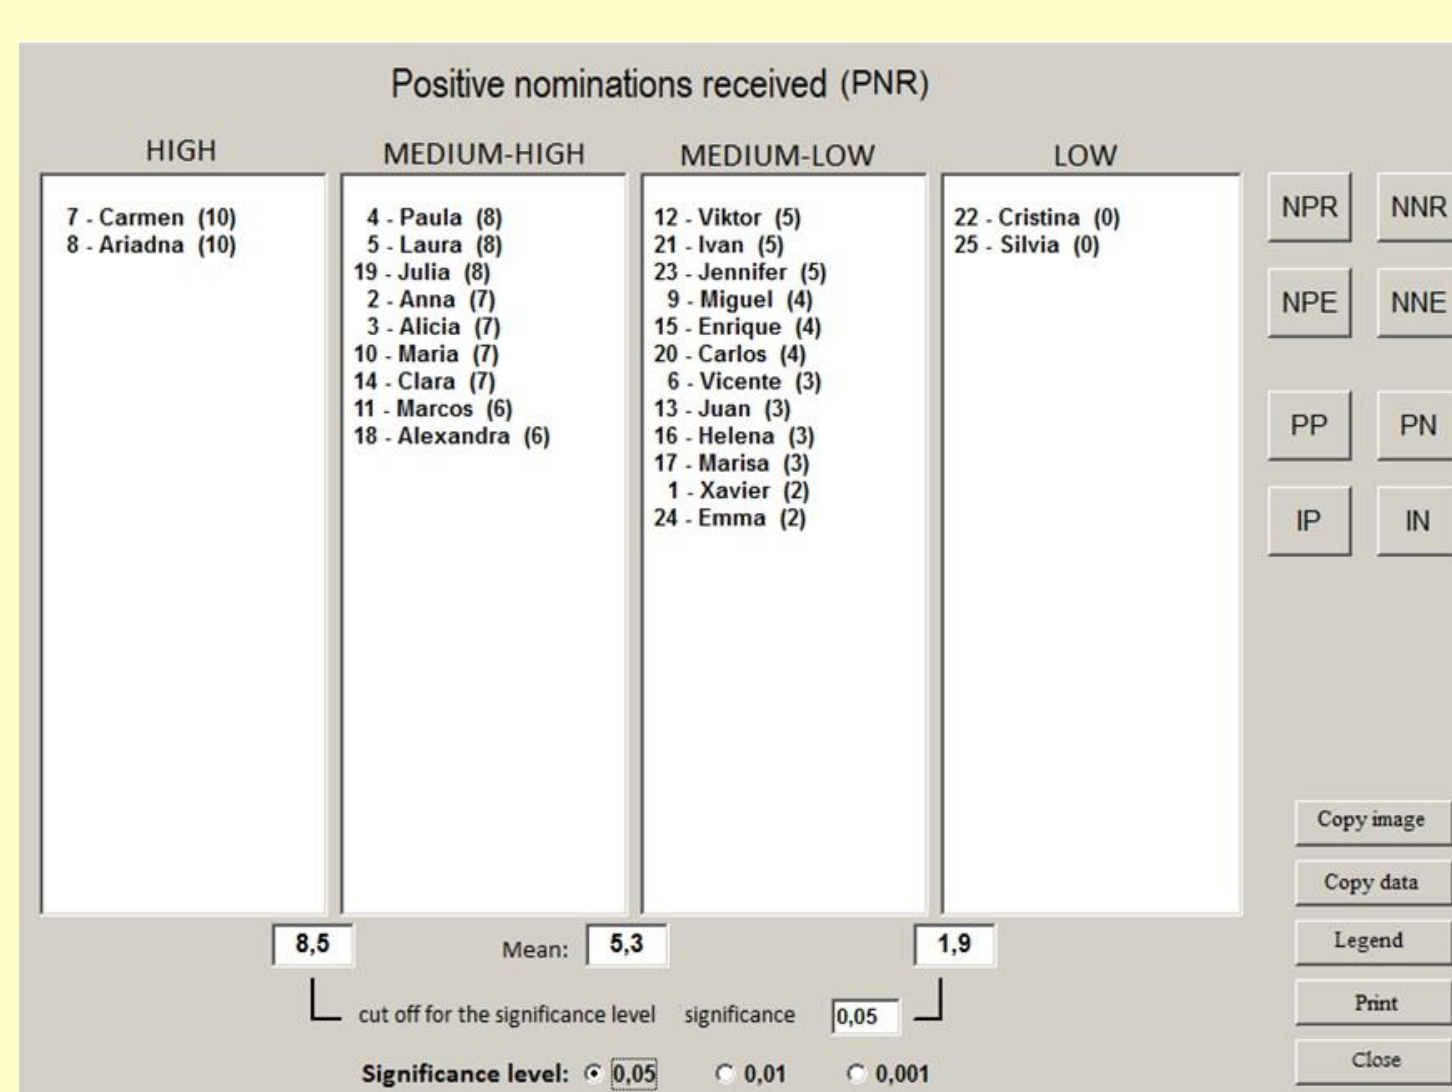 Positive nominations received (PNR)
HIGH
7 - Carmen (10)
8 - Ariadna (10)
MEDIUM-HIGH
4 - Paula (8)
5 - Laura (8)
19 - Julia (8)
2 - Anna (7)
3 - Alicia (7)
10 - Maria (7)
14 - Clara (7)
11 - Marcos (6)
18 - Alexandra (6)
MEDIUM-LOW
12 - Viktor (5)
21 - Ivan (5)
23 - Jennifer (5)
9 - Miguel (4)
15 - Enrique (4)
20 - Carlos (4)
6 - Vicente (3)
13 - Juan (3)
16 - Helena (3)
17 - Marisa (3)
1 - Xavier (2)
24 - Emma (2)
LOW
22 - Cristina (0)
25 - Silvia (0)
8,5 Mean: 5,3 1,9
cut off for the significance level significance 0,05
Significance level: 0,05 0,01 0,001
NPR NNR
NPE NNE
PP PN
IP IN
Copy image
Copy data
Legend
Print
Close